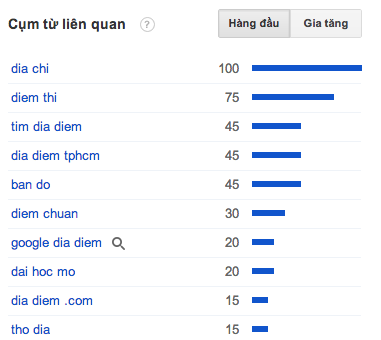 Cụm từ liên quan ? Hàng đầu Gia tăng
dia chi 100
diem thi 75
tim dia diem 45
dia diem tphcm 45
ban do 45
diem chuan 30
google dia diem 20
dai hoc mo 20
dia diem .com 15
tho dia 15